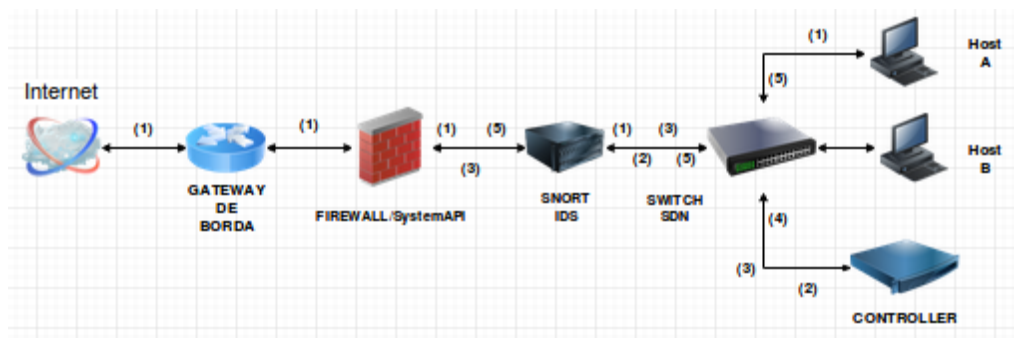 (1)
Host
A
(5)
Internet
(1)
(1)
(1)
(5)
(1)
(3)
(3)
(2)
(5)
Host
B
GATEWAY
DE
BORDA
FIREWALL/SystemAPI
SNORT
IDS
SWITCH
SDN
(4)
(3)
(2)
CONTROLLER